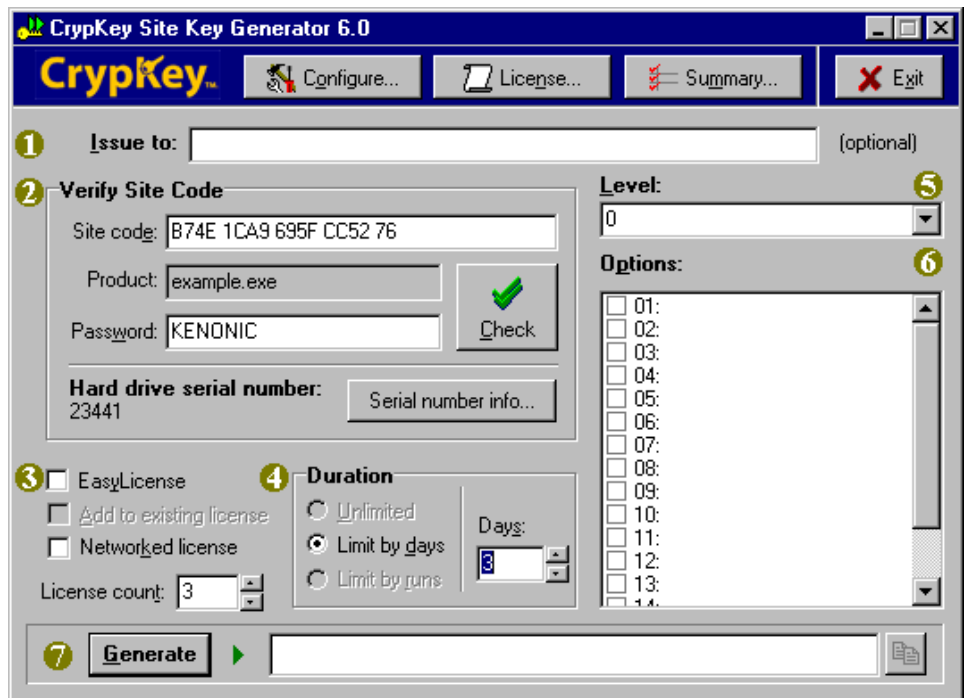 CrypKey Site Key Generator 6.0
CrypKey™ Configure... License... Summary... Exit
1 Issue to: (optional)
2 Verify Site Code
Site code: B74E 1CA9 695F CC52 76
Product: example.exe
Password: KENONIC
Check
Hard drive serial number:
23441
Serial number info...
Level: 5
0
Options: 6
01:
02:
03:
04:
05:
06:
07:
08:
09:
10:
11:
12:
13:
14:
3 EasyLicense
Add to existing license
Networked license
License count: 3
4 Duration
Unlimited
Limit by days
Limit by runs
Days:
3
7 Generate